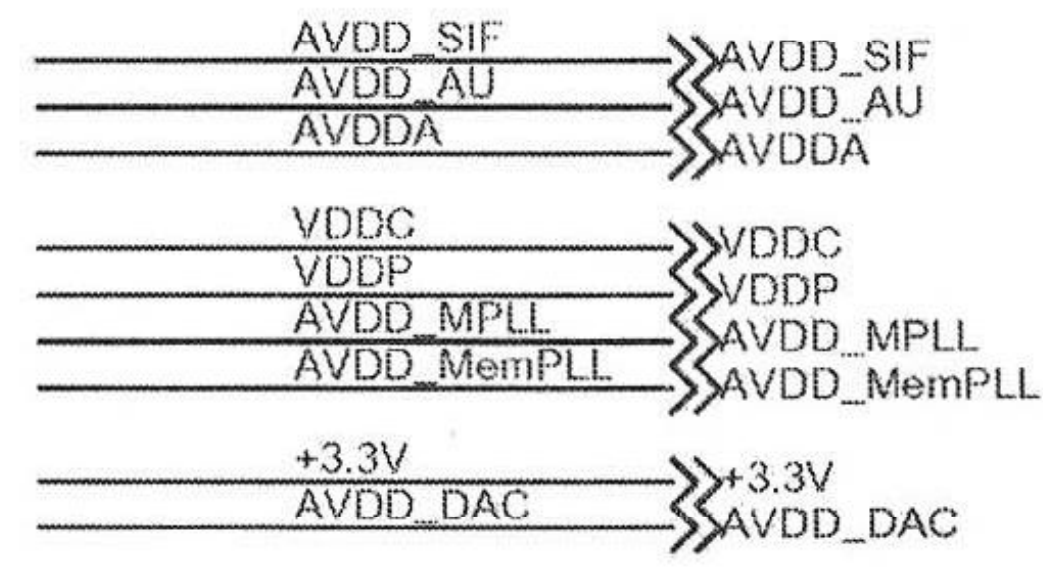 AVDD_SIF AVDD_SIF
AVDD_AU AVDD_AU
AVDDA AVDDA
VDDC VDDC
VDDP VDDP
AVDD_MPLL AVDD_MPLL
AVDD_MemPLL AVDD_MemPLL
+3.3V +3.3V
AVDD_DAC AVDD_DAC